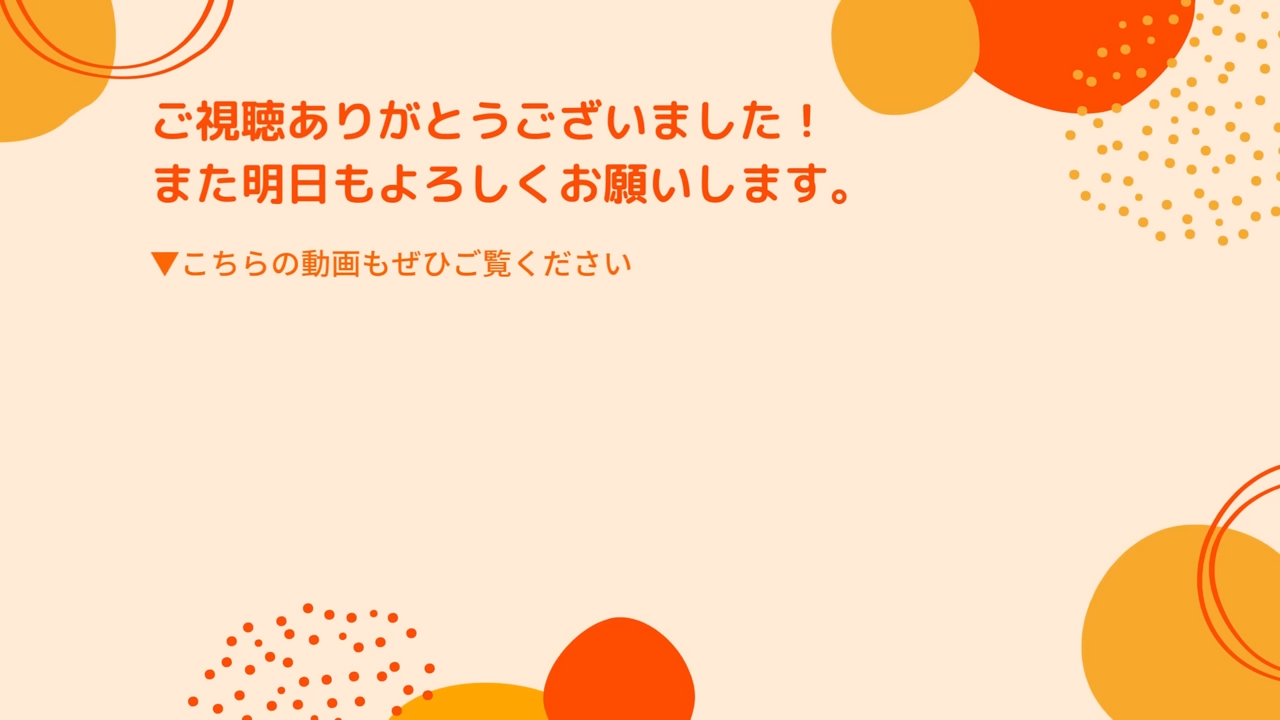 ご視聴ありがとうございました！
また明日もよろしくお願いします。
▼こちらの動画もぜひご覧ください